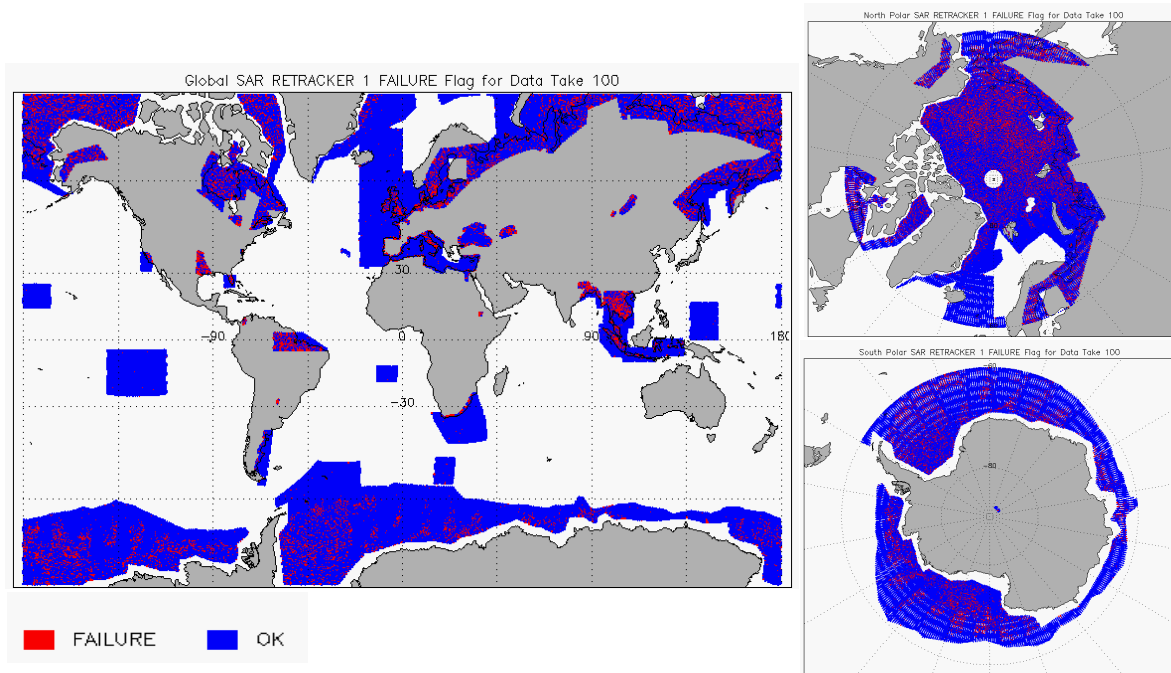 Global SAR RETRACKER 1 FAILURE Flag for Data Take 100
30
-90
0
90
180
-30
FAILURE
OK
North Polar SAR RETRACKER 1 FAILURE Flag for Data Take 100
South Polar SAR RETRACKER 1 FAILURE Flag for Data Take 100
-60
-80